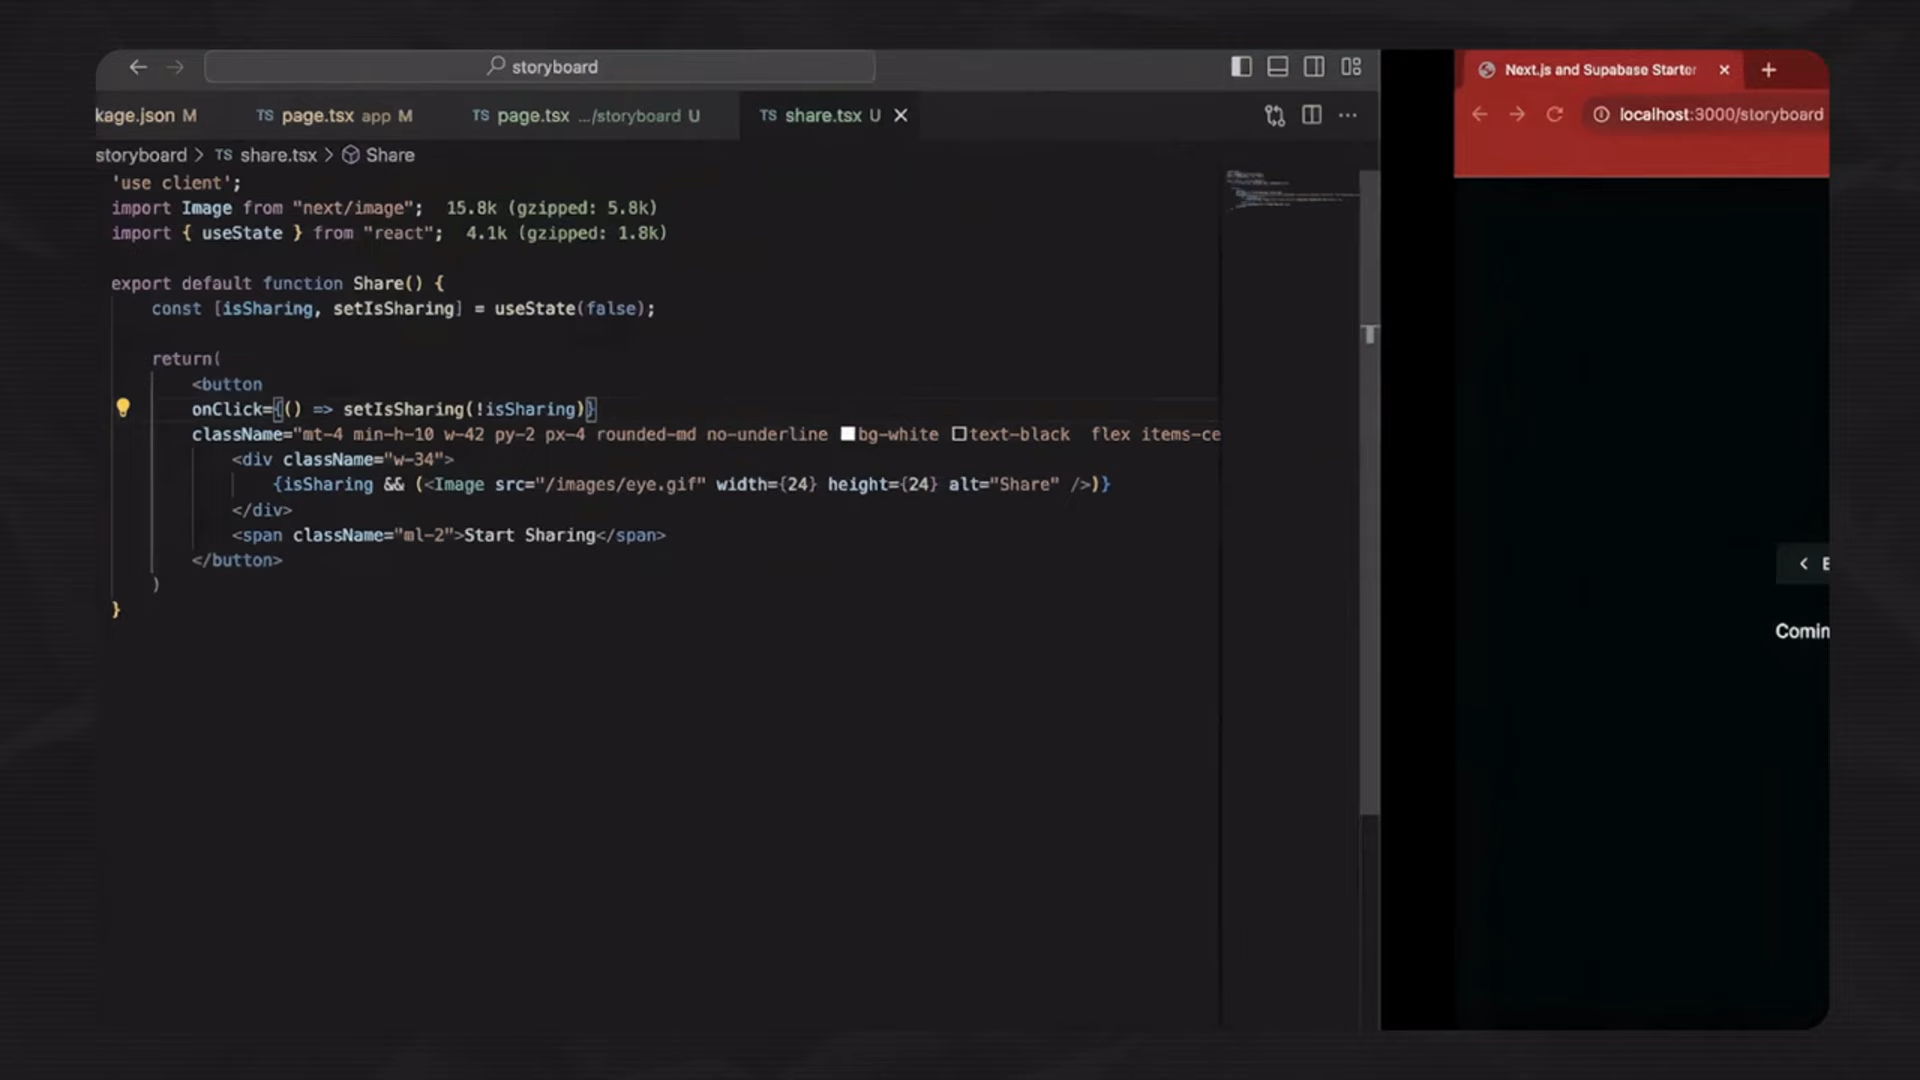 storyboard
kage.json M
TS page.tsx app M
TS page.tsx .../storyboard U
TS share.tsx U
storyboard > TS share.tsx > Share
'use client';
import Image from "next/image"; 15.8k (gzipped: 5.8k)
import { useState } from "react"; 4.1k (gzipped: 1.8k)
export default function Share() {
const [isSharing, setIsSharing] = useState(false);
return(
<button
onClick={() => setIsSharing(!isSharing)}
className="mt-4 min-h-10 w-42 py-2 px-4 rounded-md no-underline bg-white text-black flex items-ce
<div className="w-34">
{isSharing && (<Image src="/images/eye.gif" width={24} height={24} alt="Share" />)}
</div>
<span className="ml-2">Start Sharing</span>
</button>
)
}
Next.js and Supabase Starter
localhost:3000/storyboard
Comin